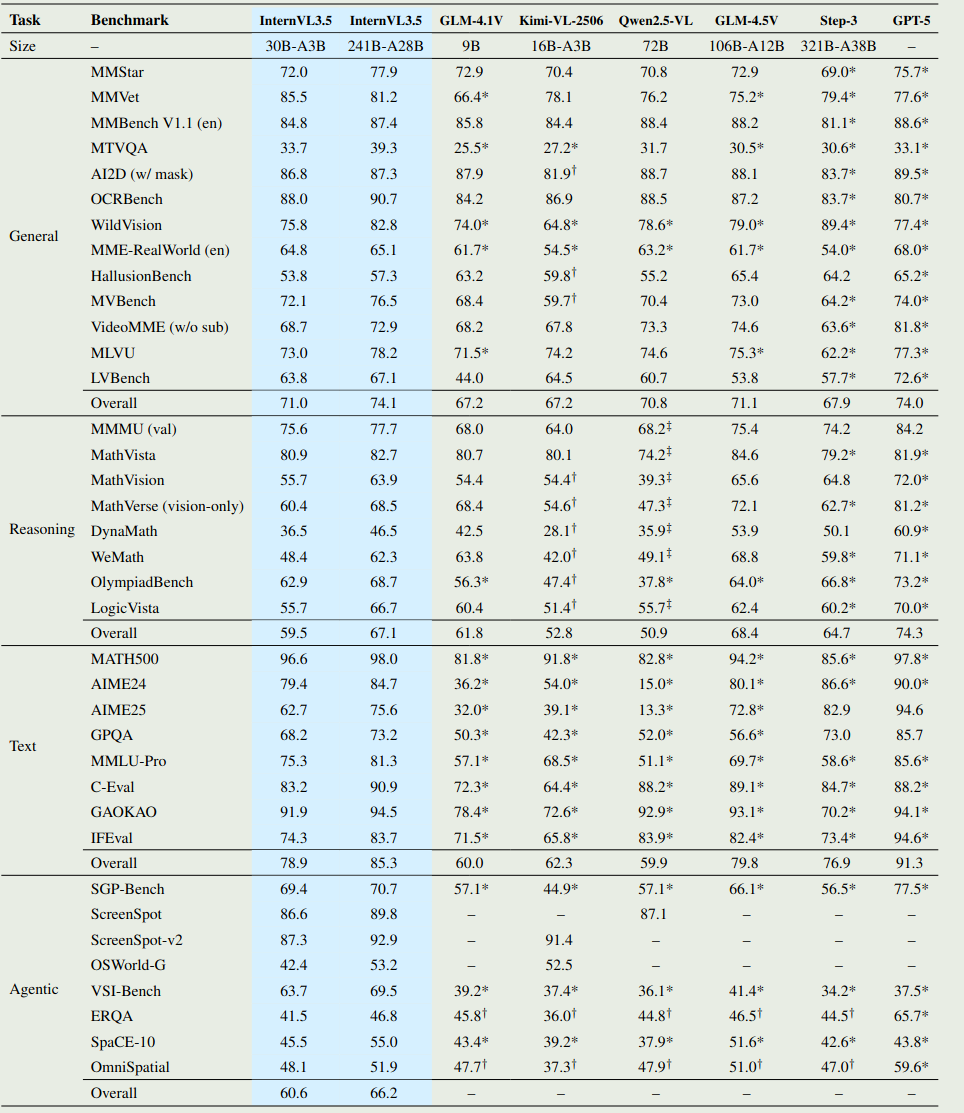 Task Benchmark InternVL3.5 InternVL3.5 GLM-4.1V Kimi-VL-2506 Qwen2.5-VL GLM-4.5V Step-3 GPT-5
Size – 30B-A3B 241B-A28B 9B 16B-A3B 72B 106B-A12B 321B-A38B –
MMStar 72.0 77.9 72.9 70.4 70.8 72.9 69.0* 75.7*
MMVet 85.5 81.2 66.4* 78.1 76.2 75.2* 79.4* 77.6*
MMBench V1.1 (en) 84.8 87.4 85.8 84.4 88.4 88.2 81.1* 88.6*
MTVQA 33.7 39.3 25.5* 27.2* 31.7 30.5* 30.6* 33.1*
AI2D (w/ mask) 86.8 87.3 87.9 81.9† 88.7 88.1 83.7* 89.5*
OCRBench 88.0 90.7 84.2 86.9 88.5 87.2 83.7* 80.7*
WildVision 75.8 82.8 74.0* 64.8* 78.6* 79.0* 89.4* 77.4*
General
MME-RealWorld (en) 64.8 65.1 61.7* 54.5* 63.2* 61.7* 54.0* 68.0*
HallusionBench 53.8 57.3 63.2 59.8† 55.2 65.4 64.2 65.2*
MVBench 72.1 76.5 68.4 59.7† 70.4 73.0 64.2* 74.0*
VideoMME (w/o sub) 68.7 72.9 68.2 67.8 73.3 74.6 63.6* 81.8*
MLVU 73.0 78.2 71.5* 74.2 74.6 75.3* 62.2* 77.3*
LVBench 63.8 67.1 44.0 64.5 60.7 53.8 57.7* 72.6*
Overall 71.0 74.1 67.2 67.2 70.8 71.1 67.9 74.0
MMMU (val) 75.6 77.7 68.0 64.0 68.2‡ 75.4 74.2 84.2
MathVista 80.9 82.7 80.7 80.1 74.2‡ 84.6 79.2* 81.9*
MathVision 55.7 63.9 54.4 54.4† 39.3‡ 65.6 64.8 72.0*
MathVerse (vision-only) 60.4 68.5 68.4 54.6† 47.3‡ 72.1 62.7* 81.2*
Reasoning DynaMath 36.5 46.5 42.5 28.1† 35.9‡ 53.9 50.1 60.9*
WeMath 48.4 62.3 63.8 42.0† 49.1‡ 68.8 59.8* 71.1*
OlympiadBench 62.9 68.7 56.3* 47.4† 37.8* 64.0* 66.8* 73.2*
LogicVista 55.7 66.7 60.4 51.4† 55.7‡ 62.4 60.2* 70.0*
Overall 59.5 67.1 61.8 52.8 50.9 68.4 64.7 74.3
MATH500 96.6 98.0 81.8* 91.8* 82.8* 94.2* 85.6* 97.8*
AIME24 79.4 84.7 36.2* 54.0* 15.0* 80.1* 86.6* 90.0*
AIME25 62.7 75.6 32.0* 39.1* 13.3* 72.8* 82.9 94.6
GPQA 68.2 73.2 50.3* 42.3* 52.0* 56.6* 73.0 85.7
Text
MMLU-Pro 75.3 81.3 57.1* 68.5* 51.1* 69.7* 58.6* 85.6*
C-Eval 83.2 90.9 72.3* 64.4* 88.2* 89.1* 84.7* 88.2*
GAOKAO 91.9 94.5 78.4* 72.6* 92.9* 93.1* 70.2* 94.1*
IFEval 74.3 83.7 71.5* 65.8* 83.9* 82.4* 73.4* 94.6*
Overall 78.9 85.3 60.0 62.3 59.9 79.8 76.9 91.3
SGP-Bench 69.4 70.7 57.1* 44.9* 57.1* 66.1* 56.5* 77.5*
ScreenSpot 86.6 89.8 – – 87.1 – – –
ScreenSpot-v2 87.3 92.9 – 91.4 – – – –
OSWorld-G 42.4 53.2 – 52.5 – – – –
Agentic VSI-Bench 63.7 69.5 39.2* 37.4* 36.1* 41.4* 34.2* 37.5*
ERQA 41.5 46.8 45.8† 36.0† 44.8† 46.5† 44.5† 65.7*
SpaCE-10 45.5 55.0 43.4* 39.2* 37.9* 51.6* 42.6* 43.8*
OmniSpatial 48.1 51.9 47.7† 37.3† 47.9† 51.0† 47.0† 59.6*
Overall 60.6 66.2 – – – – – –